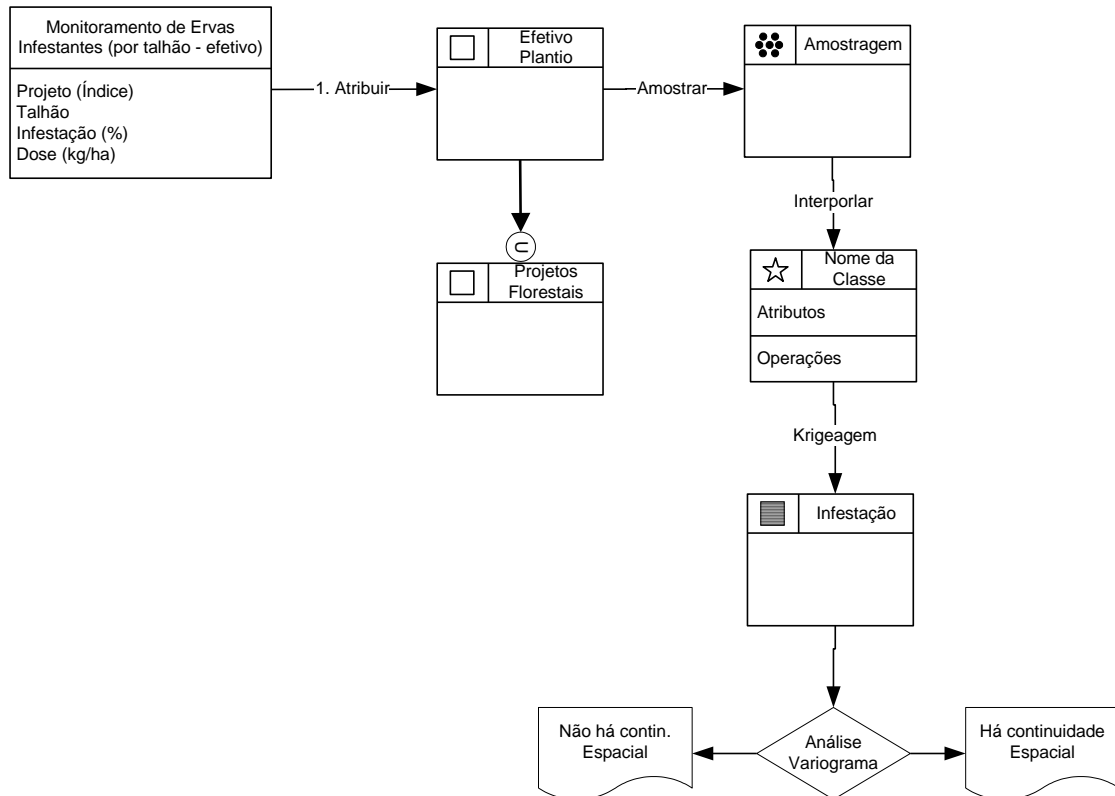 Monitoramento de Ervas
Infestantes (por talhão - efetivo)
Projeto (Índice)
Talhão
Infestação (%)
Dose (kg/ha)
1. Atribuir
Efetivo
Plantio
Amostrar
Amostragem
Interporlar
U
Projetos
Florestais
Nome da
Classe
Atributos
Operações
Krigeagem
Infestação
Não há contin.
Espacial
Análise
Variograma
Há continuidade
Espacial